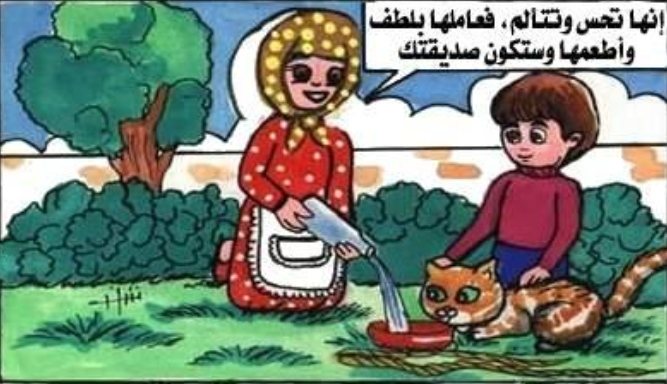 إنها تحس وتتألم، فعاملها بلطف
وأطعمها وستكون صديقتك